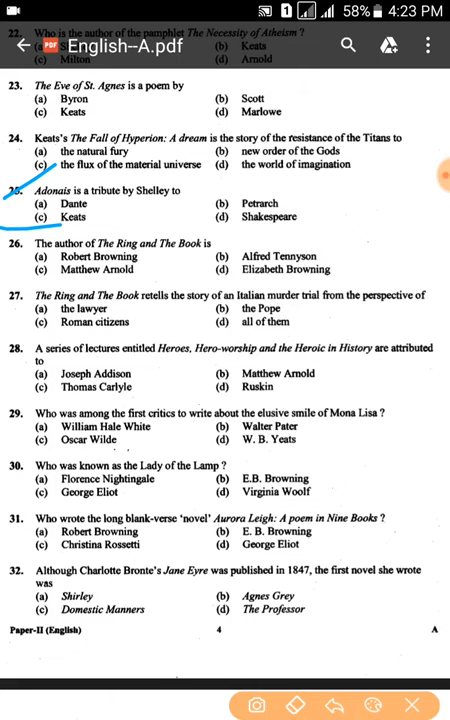 58% 4:23 PM
22. Who is the author of the pamphlet The Necessity of Atheism ?
(b) Keats
English--A.pdf
Milton (d) Arnold
23. The Eve of St. Agnes is a poem by
(a) Byron (b) Scott
(c) Keats (d) Marlowe
24. Keats's The Fall of Hyperion: A dream is the story of the resistance of the Titans to
(a) the natural fury (b) new order of the Gods
(c) the flux of the material universe (d) the world of imagination
25. Adonais is a tribute by Shelley to
(a) Dante (b) Petrarch
(c) Keats (d) Shakespeare
26. The author of The Ring and The Book is
(a) Robert Browning (b) Alfred Tennyson
(c) Matthew Arnold (d) Elizabeth Browning
27. The Ring and The Book retells the story of an Italian murder trial from the perspective of
(a) the lawyer (b) the Pope
(c) Roman citizens (d) all of them
28. A series of lectures entitled Heroes, Hero-worship and the Heroic in History are attributed
to
(a) Joseph Addison (b) Matthew Arnold
(c) Thomas Carlyle (d) Ruskin
29. Who was among the first critics to write about the elusive smile of Mona Lisa ?
(a) William Hale White (b) Walter Pater
(c) Oscar Wilde (d) W. B. Yeats
30. Who was known as the Lady of the Lamp ?
(a) Florence Nightingale (b) E.B. Browning
(c) George Eliot (d) Virginia Woolf
31. Who wrote the long blank-verse 'novel' Aurora Leigh: A poem in Nine Books ?
(a) Robert Browning (b) E. B. Browning
(c) Christina Rossetti (d) George Eliot
32. Although Charlotte Bronte's Jane Eyre was published in 1847, the first novel she wrote
was
(a) Shirley (b) Agnes Grey
(c) Domestic Manners (d) The Professor
Paper-II (English) 4 A